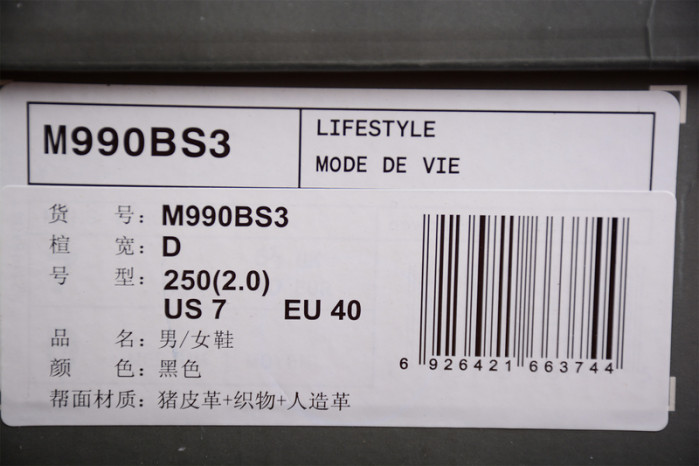 M990BS3
LIFESTYLE
MODE DE VIE
货 号: M990BS3
楦 宽: D
号 型: 250(2.0)
US 7 EU 40
品 名: 男/女鞋
颜 色: 黑色
帮面材质: 猪皮革+织物+人造革
6 926421 663744